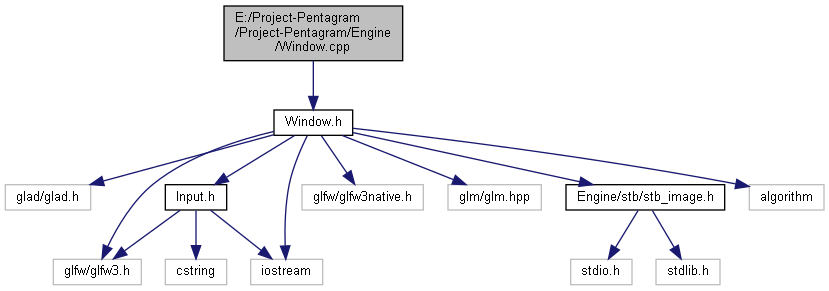 E:/Project-Pentagram
/Project-Pentagram/Engine
/Window.cpp
Window.h
glad/glad.h
Input.h
glfw/glfw3native.h
glm/glm.hpp
Engine/stb/stb_image.h
algorithm
glfw/glfw3.h
cstring
iostream
stdio.h
stdlib.h